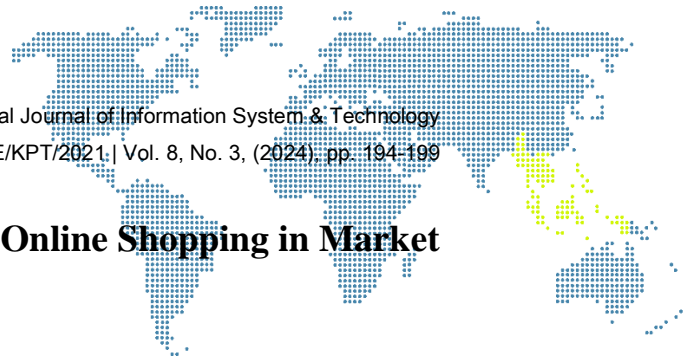 al Journal of Information System & Technology
E/KPT/2021 | Vol. 8, No. 3, (2024), pp. 194-199
Online Shopping in Market